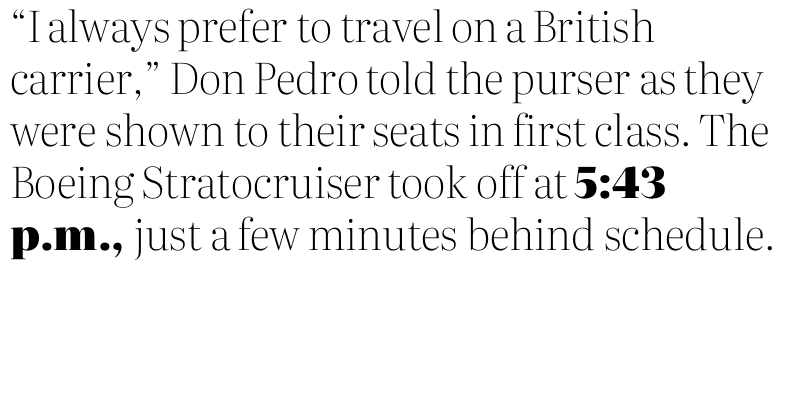 “I always prefer to travel on a British
carrier,” Don Pedro told the purser as they
were shown to their seats in first class. The
Boeing Stratocruiser took off at 5:43
p.m., just a few minutes behind schedule.